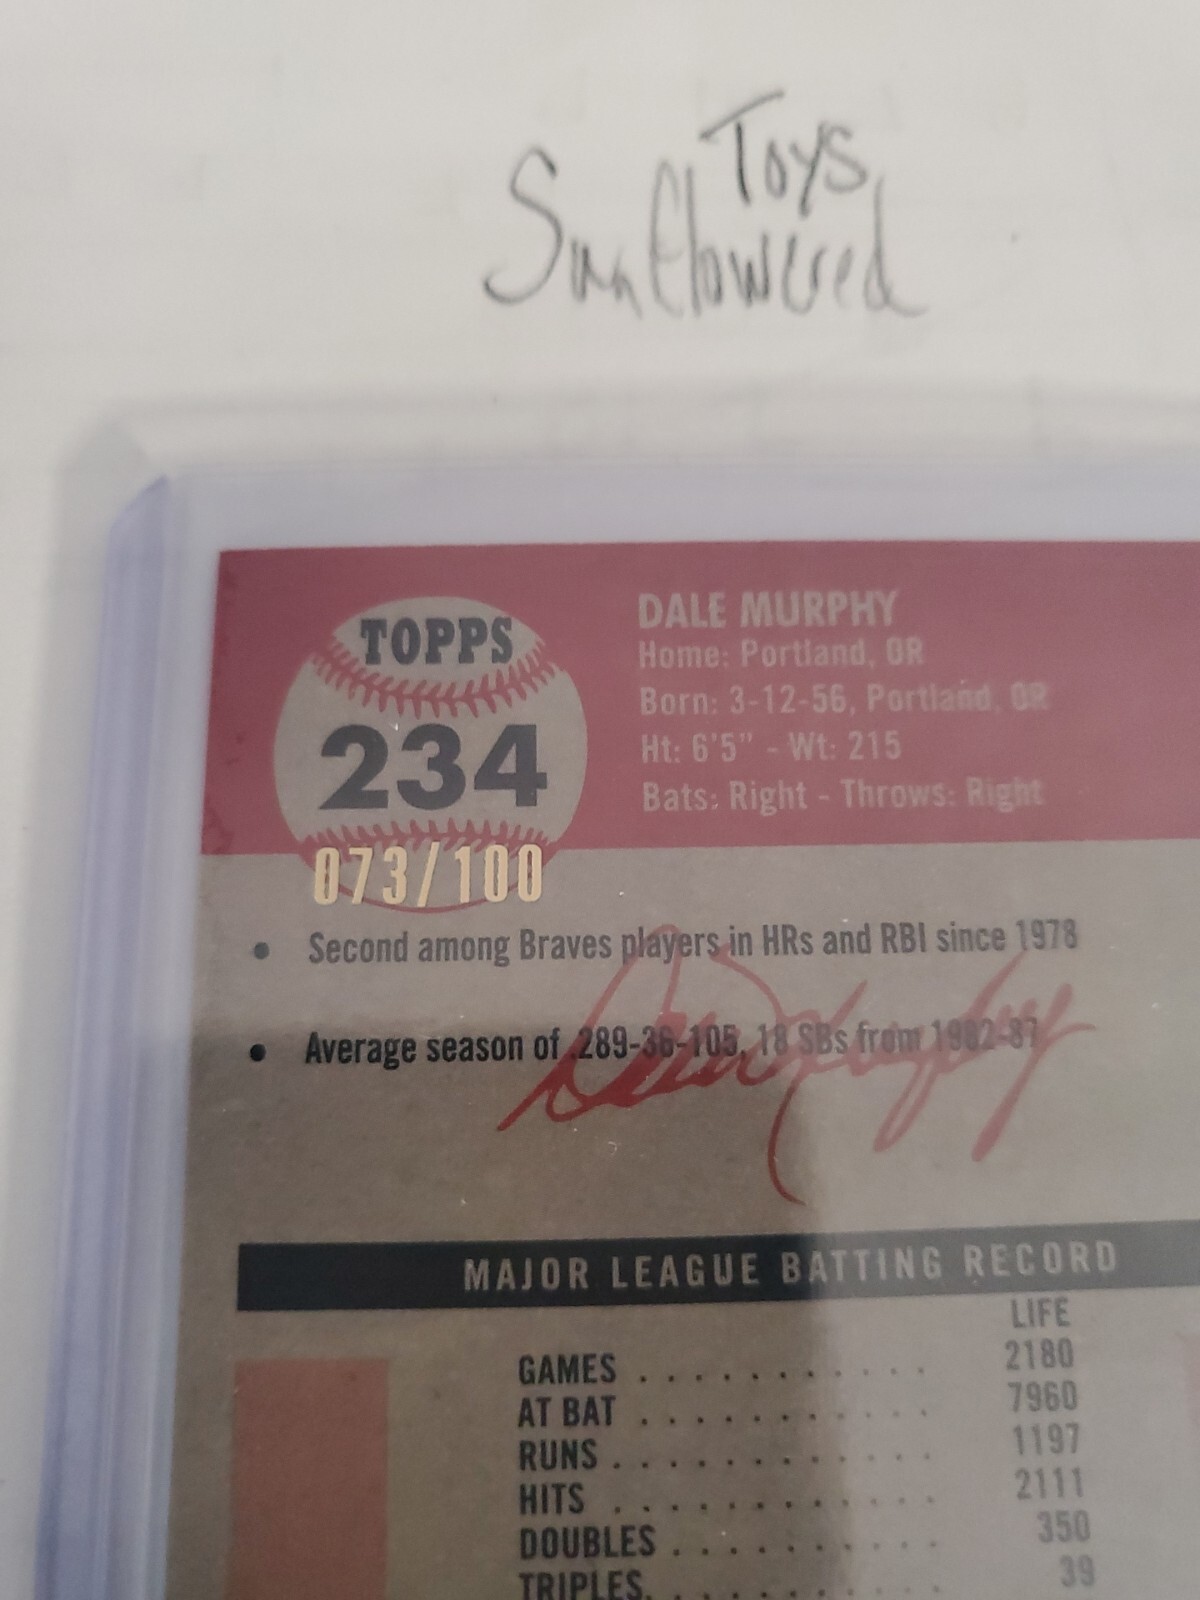 Toys
Sunflowered
TOPPS
234
073/100
DALE MURPHY
Home: Portland, OR
Born: 3-12-56, Portland, OR
Ht: 6'5" - Wt: 215
Bats: Right - Throws: Right
• Second among Braves players in HRs and RBI since 1978
• Average season of .289-36-105, 18 SBs from 1982-87
Dale Murphy
MAJOR LEAGUE BATTING RECORD
LIFE
GAMES . . . . . . . . . . . . 2180
AT BAT . . . . . . . . . . . . 7960
RUNS . . . . . . . . . . . . . 1197
HITS . . . . . . . . . . . . . 2111
DOUBLES . . . . . . . . . . . 350
TRIPLES. . . . . . . . . . . . 39